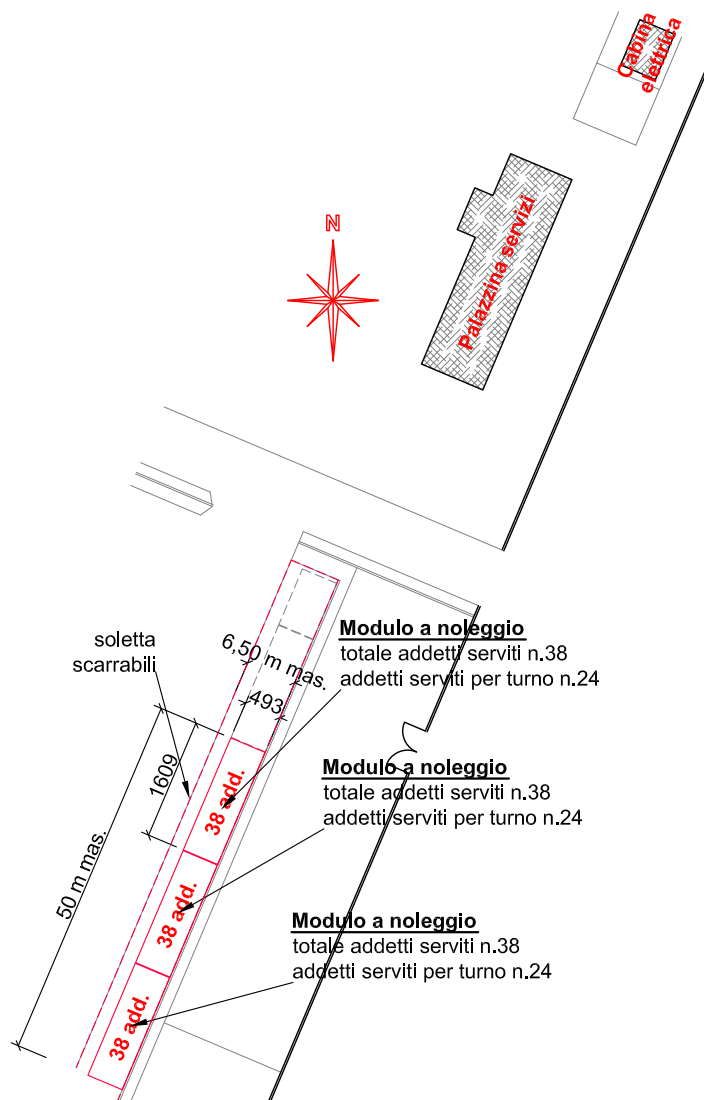 Cabina
elettrica
Palazzina servizi
N
soletta
scarrabili
6,50 m mas.
493
1609
50 m mas.
Modulo a noleggio
totale addetti serviti n.38
addetti serviti per turno n.24
38 add.
Modulo a noleggio
totale addetti serviti n.38
addetti serviti per turno n.24
38 add.
Modulo a noleggio
totale addetti serviti n.38
addetti serviti per turno n.24
38 add.